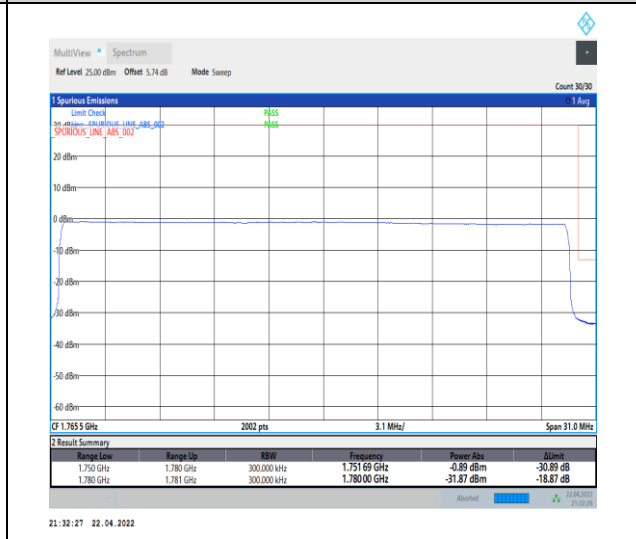 MultiView Spectrum
Ref Level 25.00 dBm Offset 5.74 dB Mode Sweep
Count 30/30
1 Spurious Emissions 1 Avg
Limit Check PASS
SPURIOUS_LINE_ABS_002 PASS
SPURIOUS_LINE_ABS_002
20 dBm
10 dBm
0 dBm
-10 dBm
-20 dBm
-30 dBm
-40 dBm
-50 dBm
-60 dBm
CF 1.765 5 GHz 2002 pts 3.1 MHz/ Span 31.0 MHz
2 Result Summary
Range Low Range Up RBW Frequency Power Abs ΔLimit
1.750 GHz 1.780 GHz 300.000 kHz 1.751 69 GHz -0.89 dBm -30.89 dB
1.780 GHz 1.781 GHz 300.000 kHz 1.780 00 GHz -31.87 dBm -18.87 dB
Aborted 22.04.2022
21:32:27 22.04.2022